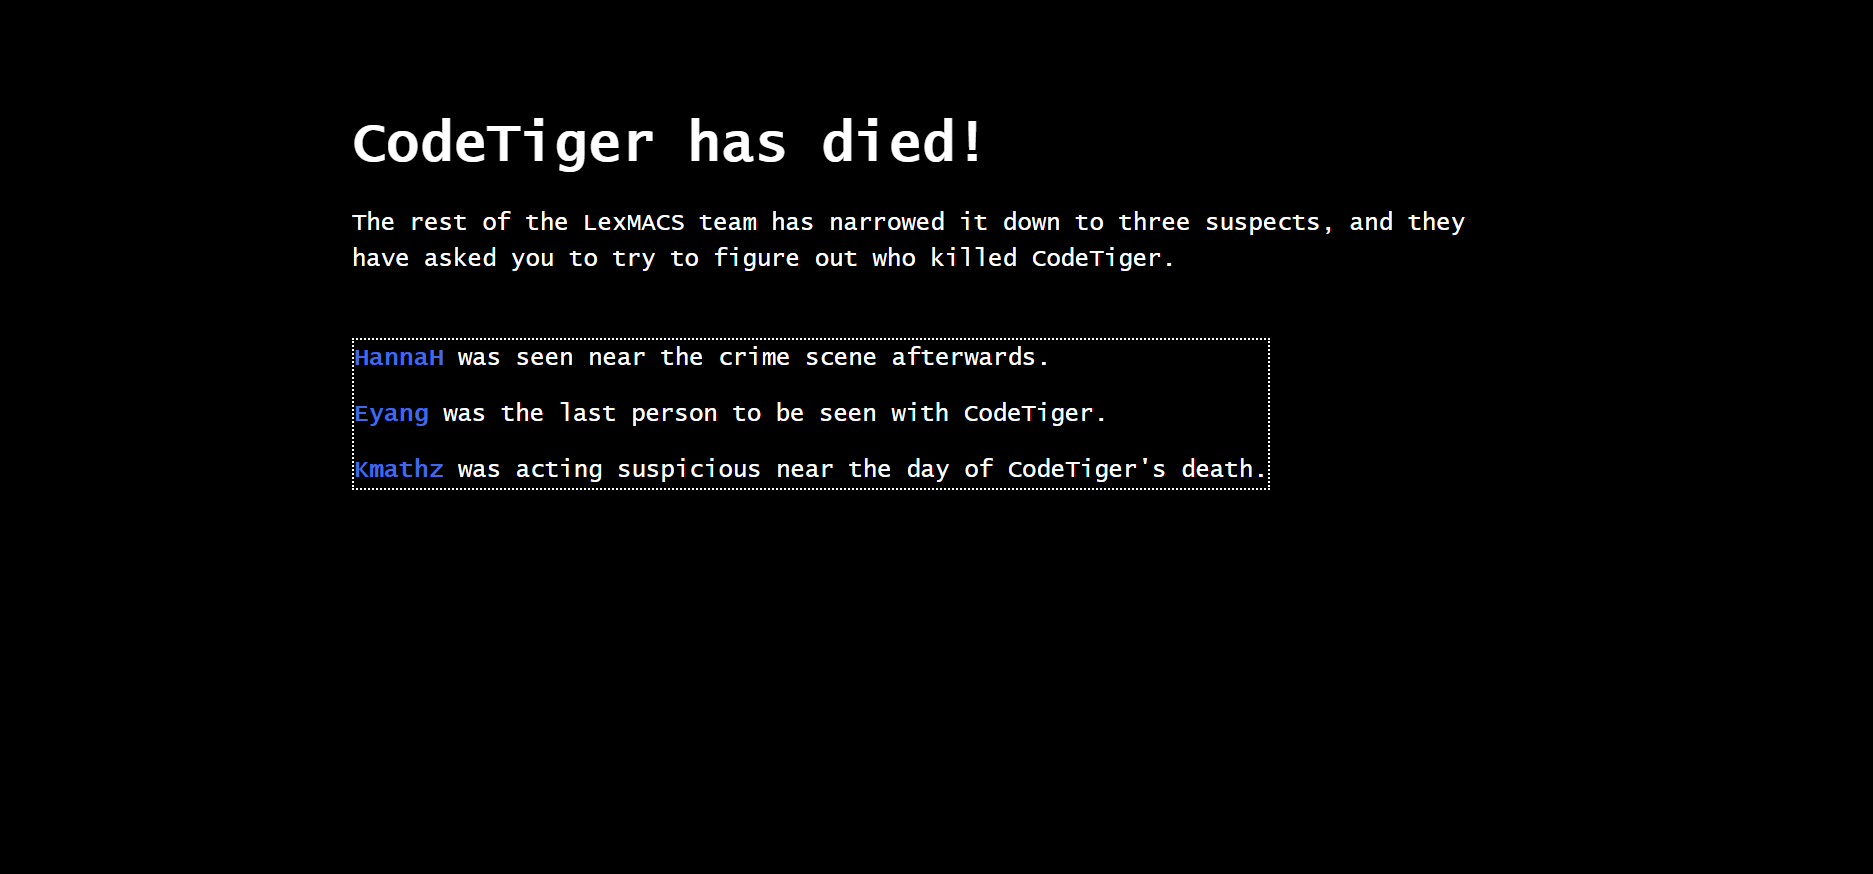 CodeTiger has died!
The rest of the LexMACS team has narrowed it down to three suspects, and they
have asked you to try to figure out who killed CodeTiger.
HannaH was seen near the crime scene afterwards.
Eyang was the last person to be seen with CodeTiger.
Kmathz was acting suspicious near the day of CodeTiger's death.